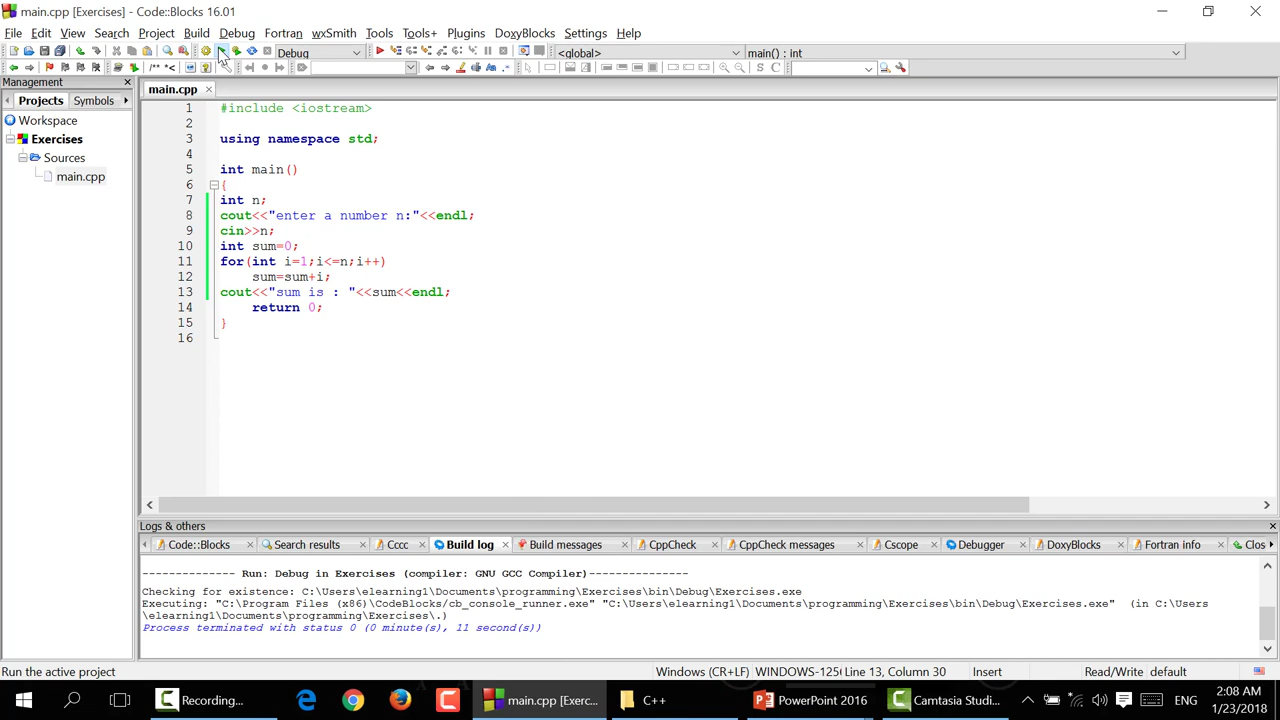 main.cpp [Exercises] - Code::Blocks 16.01
File Edit View Search Project Build Debug Fortran wxSmith Tools Tools+ Plugins DoxyBlocks Settings Help
Debug <global> main() : int
/** *< S C .*
Management
Projects Symbols
main.cpp
Workspace
Exercises
Sources
main.cpp
1 #include <iostream>
2
3 using namespace std;
4
5 int main()
6 {
7 int n;
8 cout<<"enter a number n:"<<endl;
9 cin>>n;
10 int sum=0;
11 for(int i=1;i<=n;i++)
12 sum=sum+i;
13 cout<<"sum is : "<<sum<<endl;
14 return 0;
15 }
16
Logs & others
Code::Blocks Search results Cccc Build log Build messages CppCheck CppCheck messages Cscope Debugger DoxyBlocks Fortran info Clos
-------------- Run: Debug in Exercises (compiler: GNU GCC Compiler)---------------
Checking for existence: C:\Users\elearning1\Documents\programming\Exercises\bin\Debug\Exercises.exe
Executing: "C:\Program Files (x86)\CodeBlocks/cb_console_runner.exe" "C:\Users\elearning1\Documents\programming\Exercises\bin\Debug\Exercises.exe" (in C:\Users
\elearning1\Documents\programming\Exercises\.)
Process terminated with status 0 (0 minute(s), 11 second(s))
Run the active project Windows (CR+LF) WINDOWS-125 Line 13, Column 30 Insert Read/Write default
Recording... main.cpp [Exerc... C++ PowerPoint 2016 Camtasia Studi... ENG
2:08 AM
1/23/2018